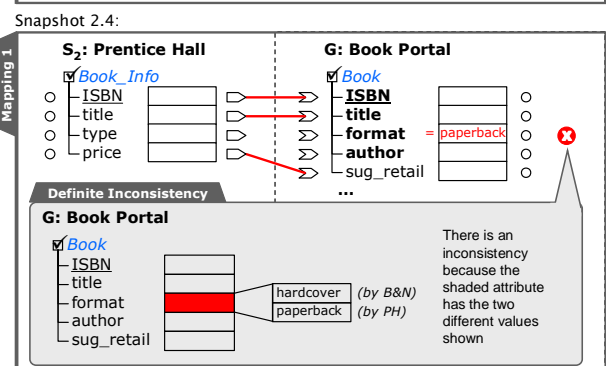 Snapshot 2.4:
Mapping 1
S2: Prentice Hall
G: Book Portal
Book_Info
Book
ISBN
ISBN
title
title
type
format
= paperback
x
price
author
sug_retail
...
Definite Inconsistency
G: Book Portal
Book
ISBN
title
format
author
sug_retail
hardcover (by B&N)
paperback (by PH)
There is an
inconsistency
because the
shaded attribute
has the two
different values
shown